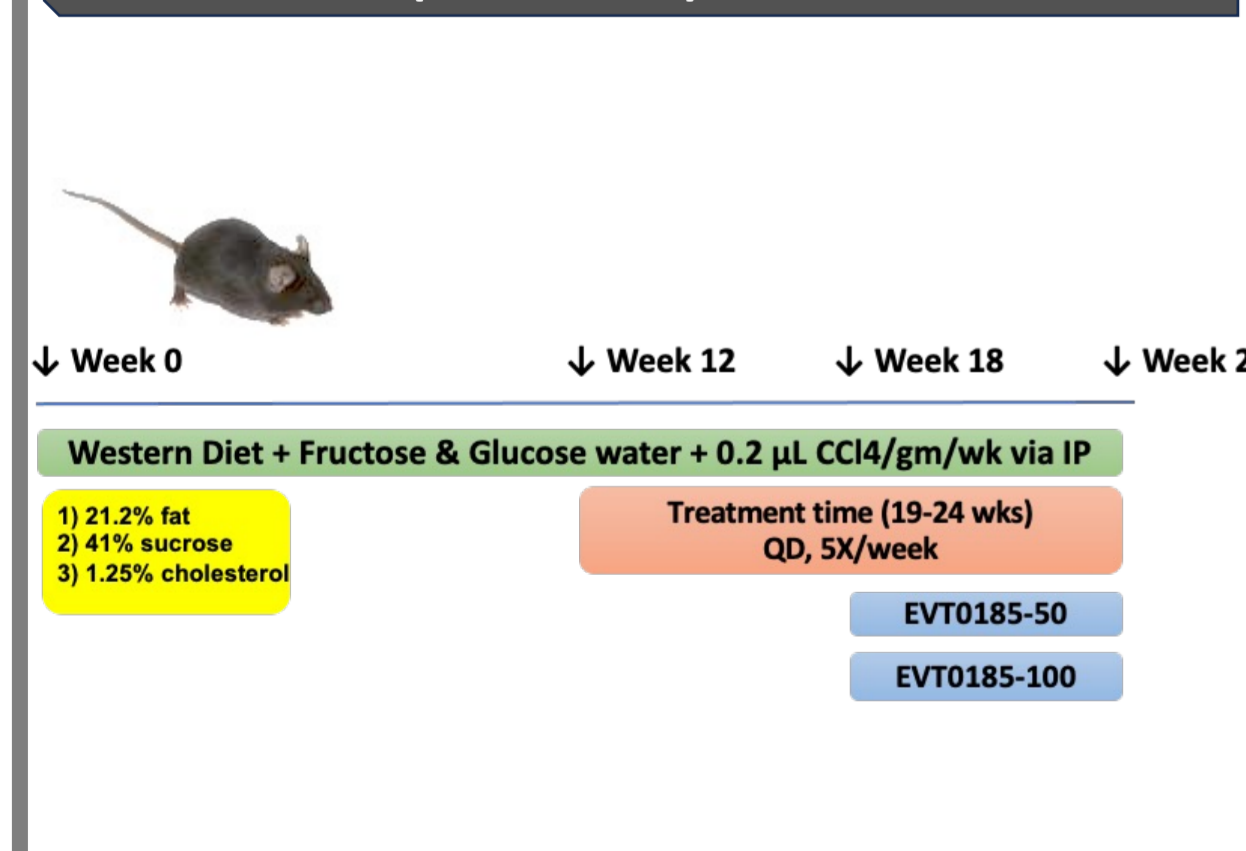 ↓ Week 0 ↓ Week 12 ↓ Week 18 ↓ Week 2
Western Diet + Fructose & Glucose water + 0.2 µL CCl4/gm/wk via IP
1) 21.2% fat
2) 41% sucrose
3) 1.25% cholesterol
Treatment time (19-24 wks)
QD, 5X/week
EVT0185-50
EVT0185-100